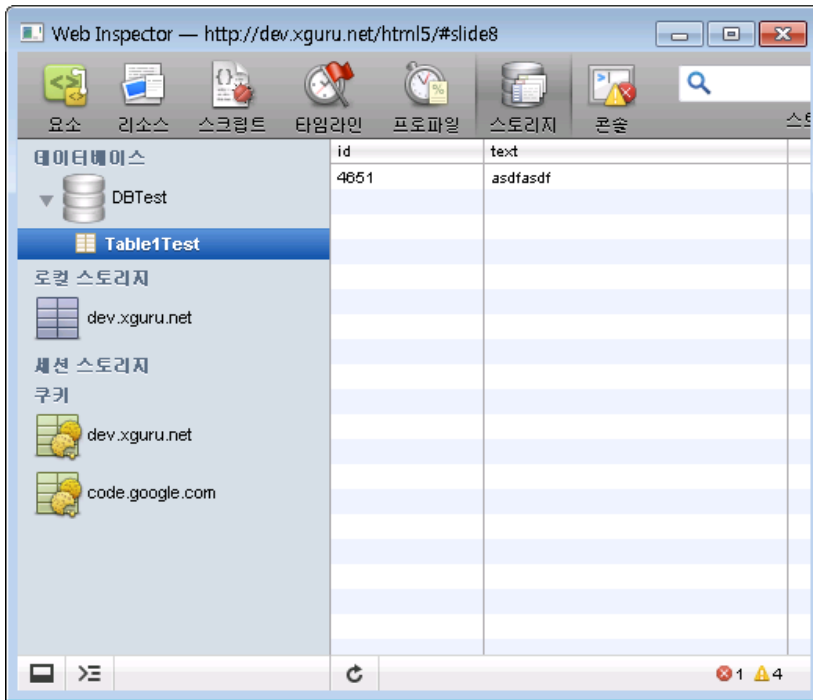 Web Inspector — http://dev.xguru.net/html5/#slide8
요소 리소스 스크립트 타임라인 프로파일 스토리지 콘솔
데이터베이스
DBTest
Table1Test
로컬 스토리지
dev.xguru.net
세션 스토리지
쿠키
dev.xguru.net
code.google.com
id text
4651 asdfasdf
1 4